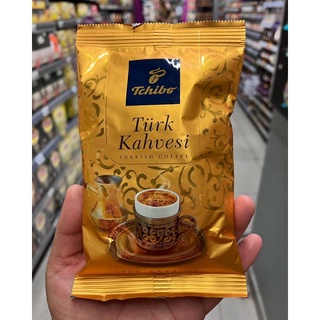 Tchibo
Türk
Kahvesi
TURKISH COFFEE